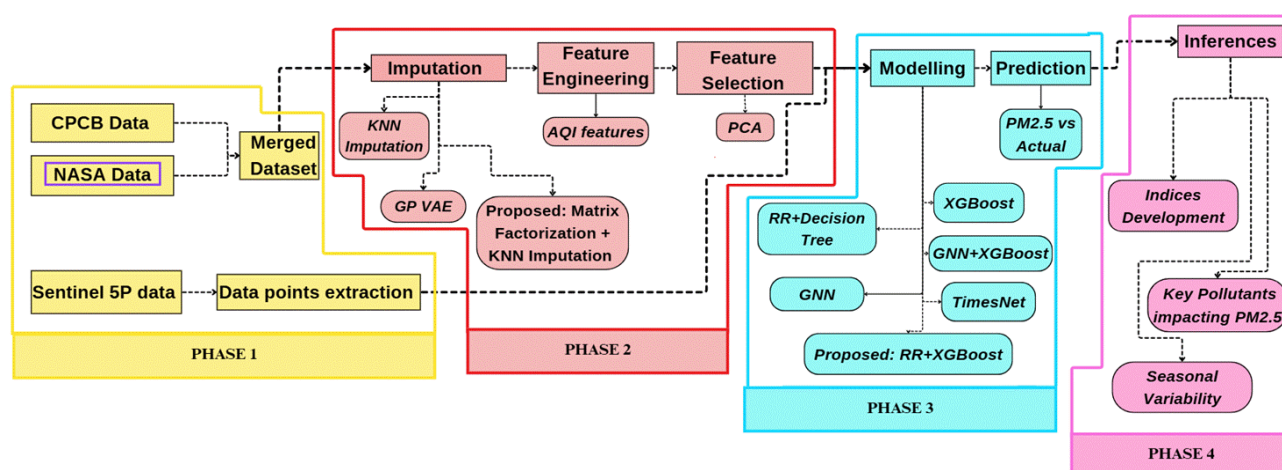 CPCB Data
NASA Data
Merged
Dataset
Sentinel 5P data
Data points extraction
PHASE 1
Imputation
Feature
Engineering
Feature
Selection
KNN
Imputation
AQI features
PCA
GP VAE
Proposed: Matrix
Factorization +
KNN Imputation
PHASE 2
Modelling
Prediction
PM2.5 vs
Actual
XGBoost
RR+Decision
Tree
GNN+XGBoost
GNN
TimesNet
Proposed: RR+XGBoost
PHASE 3
Inferences
Indices
Development
Key Pollutants
impacting PM2.5
Seasonal
Variability
PHASE 4